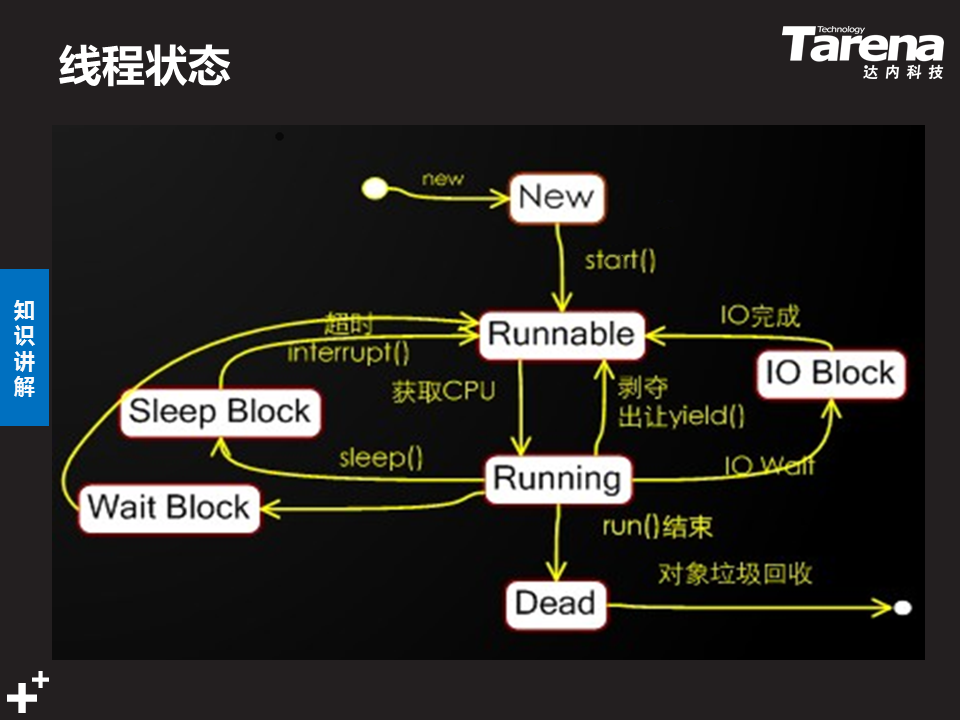 线程状态
Technology
Tarena
达内科技
知识讲解
new
New
start()
超时
Runnable
IO完成
interrupt()
IO Block
获取CPU
剥夺
出让yield()
Sleep Block
sleep()
Running
IO Wait
Wait Block
run()结束
对象垃圾回收
Dead